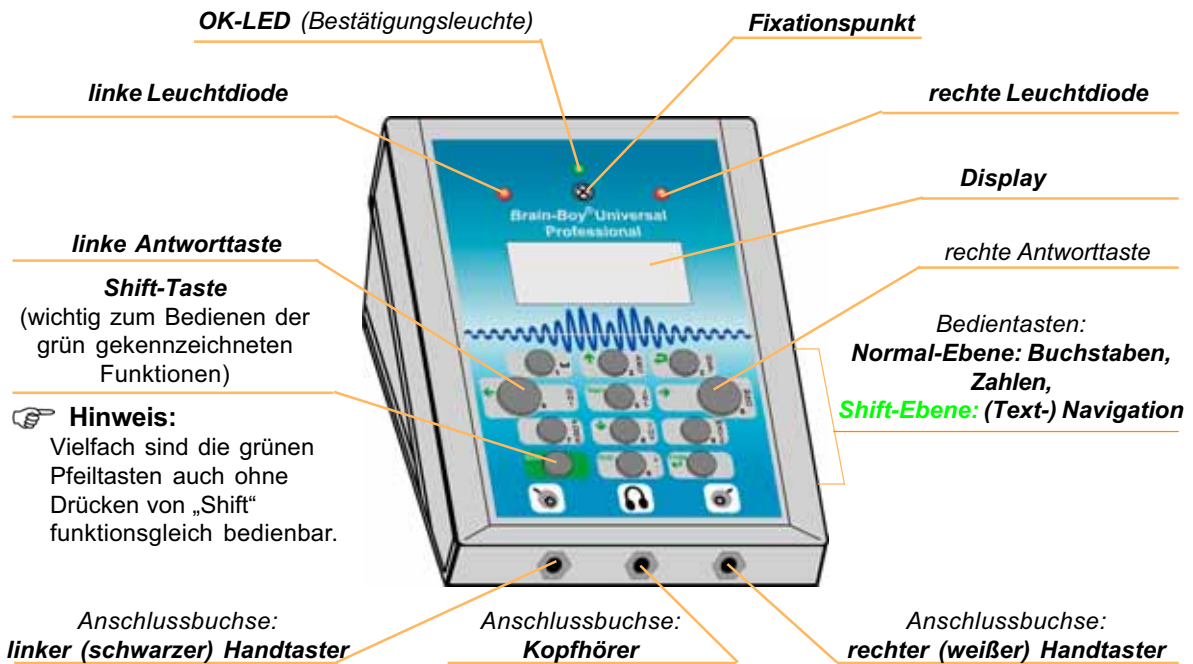 OK-LED (Bestätigungsleuchte)
Fixationspunkt
linke Leuchtdiode
rechte Leuchtdiode
Display
Brain-Boy® Universal
Professional
linke Antworttaste
rechte Antworttaste
Shift-Taste
(wichtig zum Bedienen der
grün gekennzeichneten
Funktionen)
Bedientasten:
Normal-Ebene: Buchstaben,
Zahlen,
Shift-Ebene: (Text-) Navigation
Hinweis:
Vielfach sind die grünen
Pfeiltasten auch ohne
Drücken von „Shift“
funktionsgleich bedienbar.
Anschlussbuchse:
linker (schwarzer) Handtaster
Anschlussbuchse:
Kopfhörer
Anschlussbuchse:
rechter (weißer) Handtaster